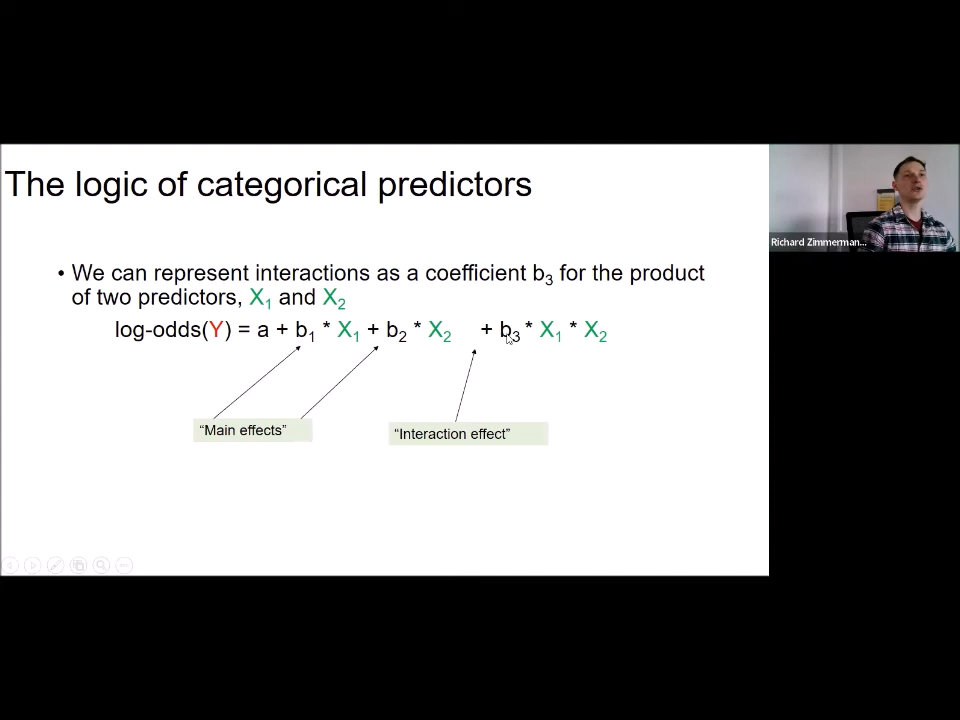 The logic of categorical predictors
Richard Zimmerman...
• We can represent interactions as a coefficient b₃ for the product
of two predictors, X₁ and X₂
log-odds(Y) = a + b₁ * X₁ + b₂ * X₂ + b₃ * X₁ * X₂
“Main effects”
“Interaction effect”